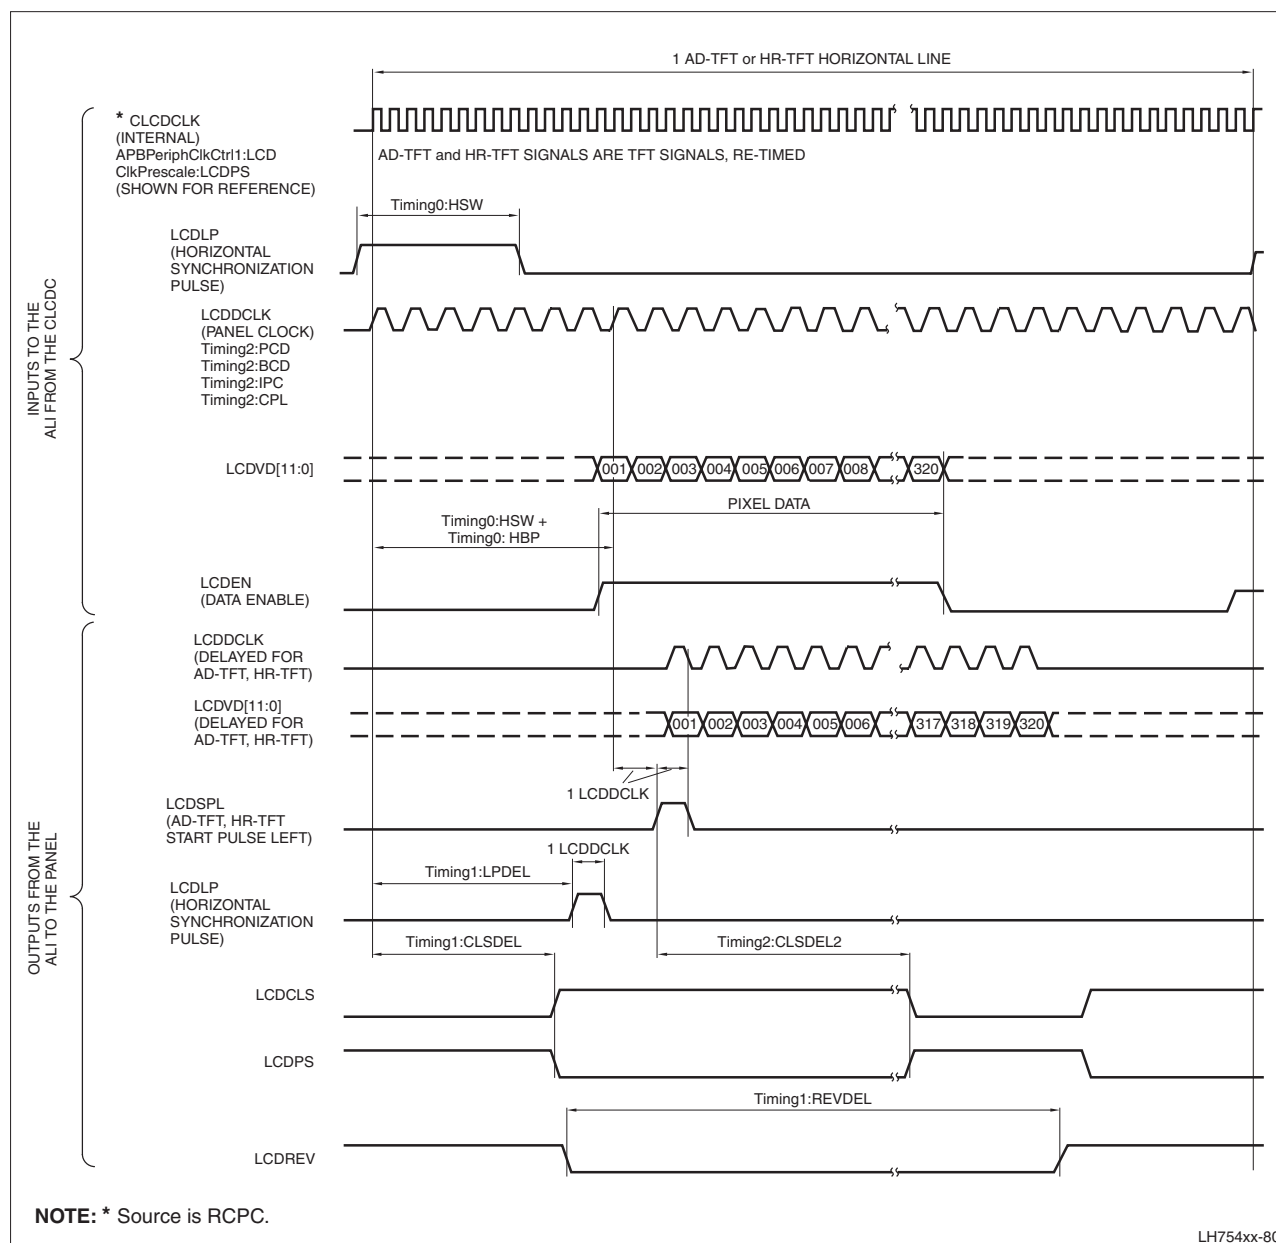 1 AD-TFT or HR-TFT HORIZONTAL LINE
* CLCDCLK
(INTERNAL)
APBPeriphClkCtrl1:LCD
ClkPrescale:LCDPS
(SHOWN FOR REFERENCE)
AD-TFT and HR-TFT SIGNALS ARE TFT SIGNALS, RE-TIMED
Timing0:HSW
LCDLP
(HORIZONTAL
SYNCHRONIZATION
PULSE)
INPUTS TO THE
ALI FROM THE CLCDC
LCDDCLK
(PANEL CLOCK)
Timing2:PCD
Timing2:BCD
Timing2:IPC
Timing2:CPL
LCDVD[11:0]
001 002 003 004 005 006 007 008 320
PIXEL DATA
Timing0:HSW +
Timing0: HBP
LCDEN
(DATA ENABLE)
LCDDCLK
(DELAYED FOR
AD-TFT, HR-TFT)
LCDVD[11:0]
(DELAYED FOR
AD-TFT, HR-TFT)
001 002 003 004 005 006 317 318 319 320
1 LCDDCLK
LCDSPL
(AD-TFT, HR-TFT
START PULSE LEFT)
OUTPUTS FROM THE
ALI TO THE PANEL
1 LCDDCLK
Timing1:LPDEL
LCDLP
(HORIZONTAL
SYNCHRONIZATION
PULSE)
Timing1:CLSDEL
Timing2:CLSDEL2
LCDCLS
LCDPS
Timing1:REVDEL
LCDREV
NOTE: * Source is RCPC.
LH754xx-80